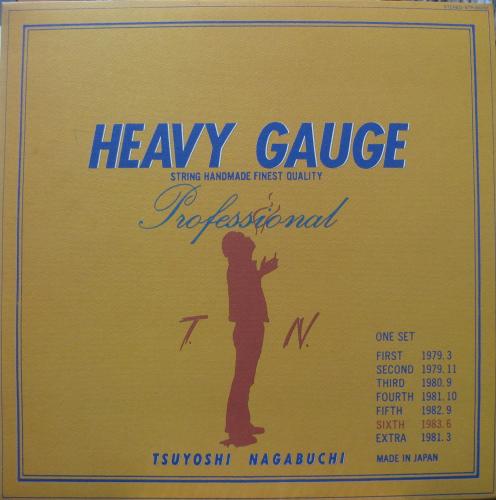 HEAVY GAUGE
STRING HANDMADE FINEST QUALITY
Professional
T. N.
ONE SET
FIRST 1979.3
SECOND 1979.11
THIRD 1980.9
FOURTH 1981.10
FIFTH 1982.9
SIXTH 1983.6
EXTRA 1981.3
MADE IN JAPAN
TSUYOSHI NAGABUCHI